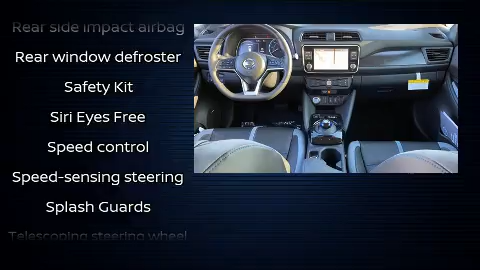 Rear side impact airbag
Rear window defroster
Safety Kit
Siri Eyes Free
Speed control
Speed-sensing steering
Splash Guards
Telescoping steering wheel